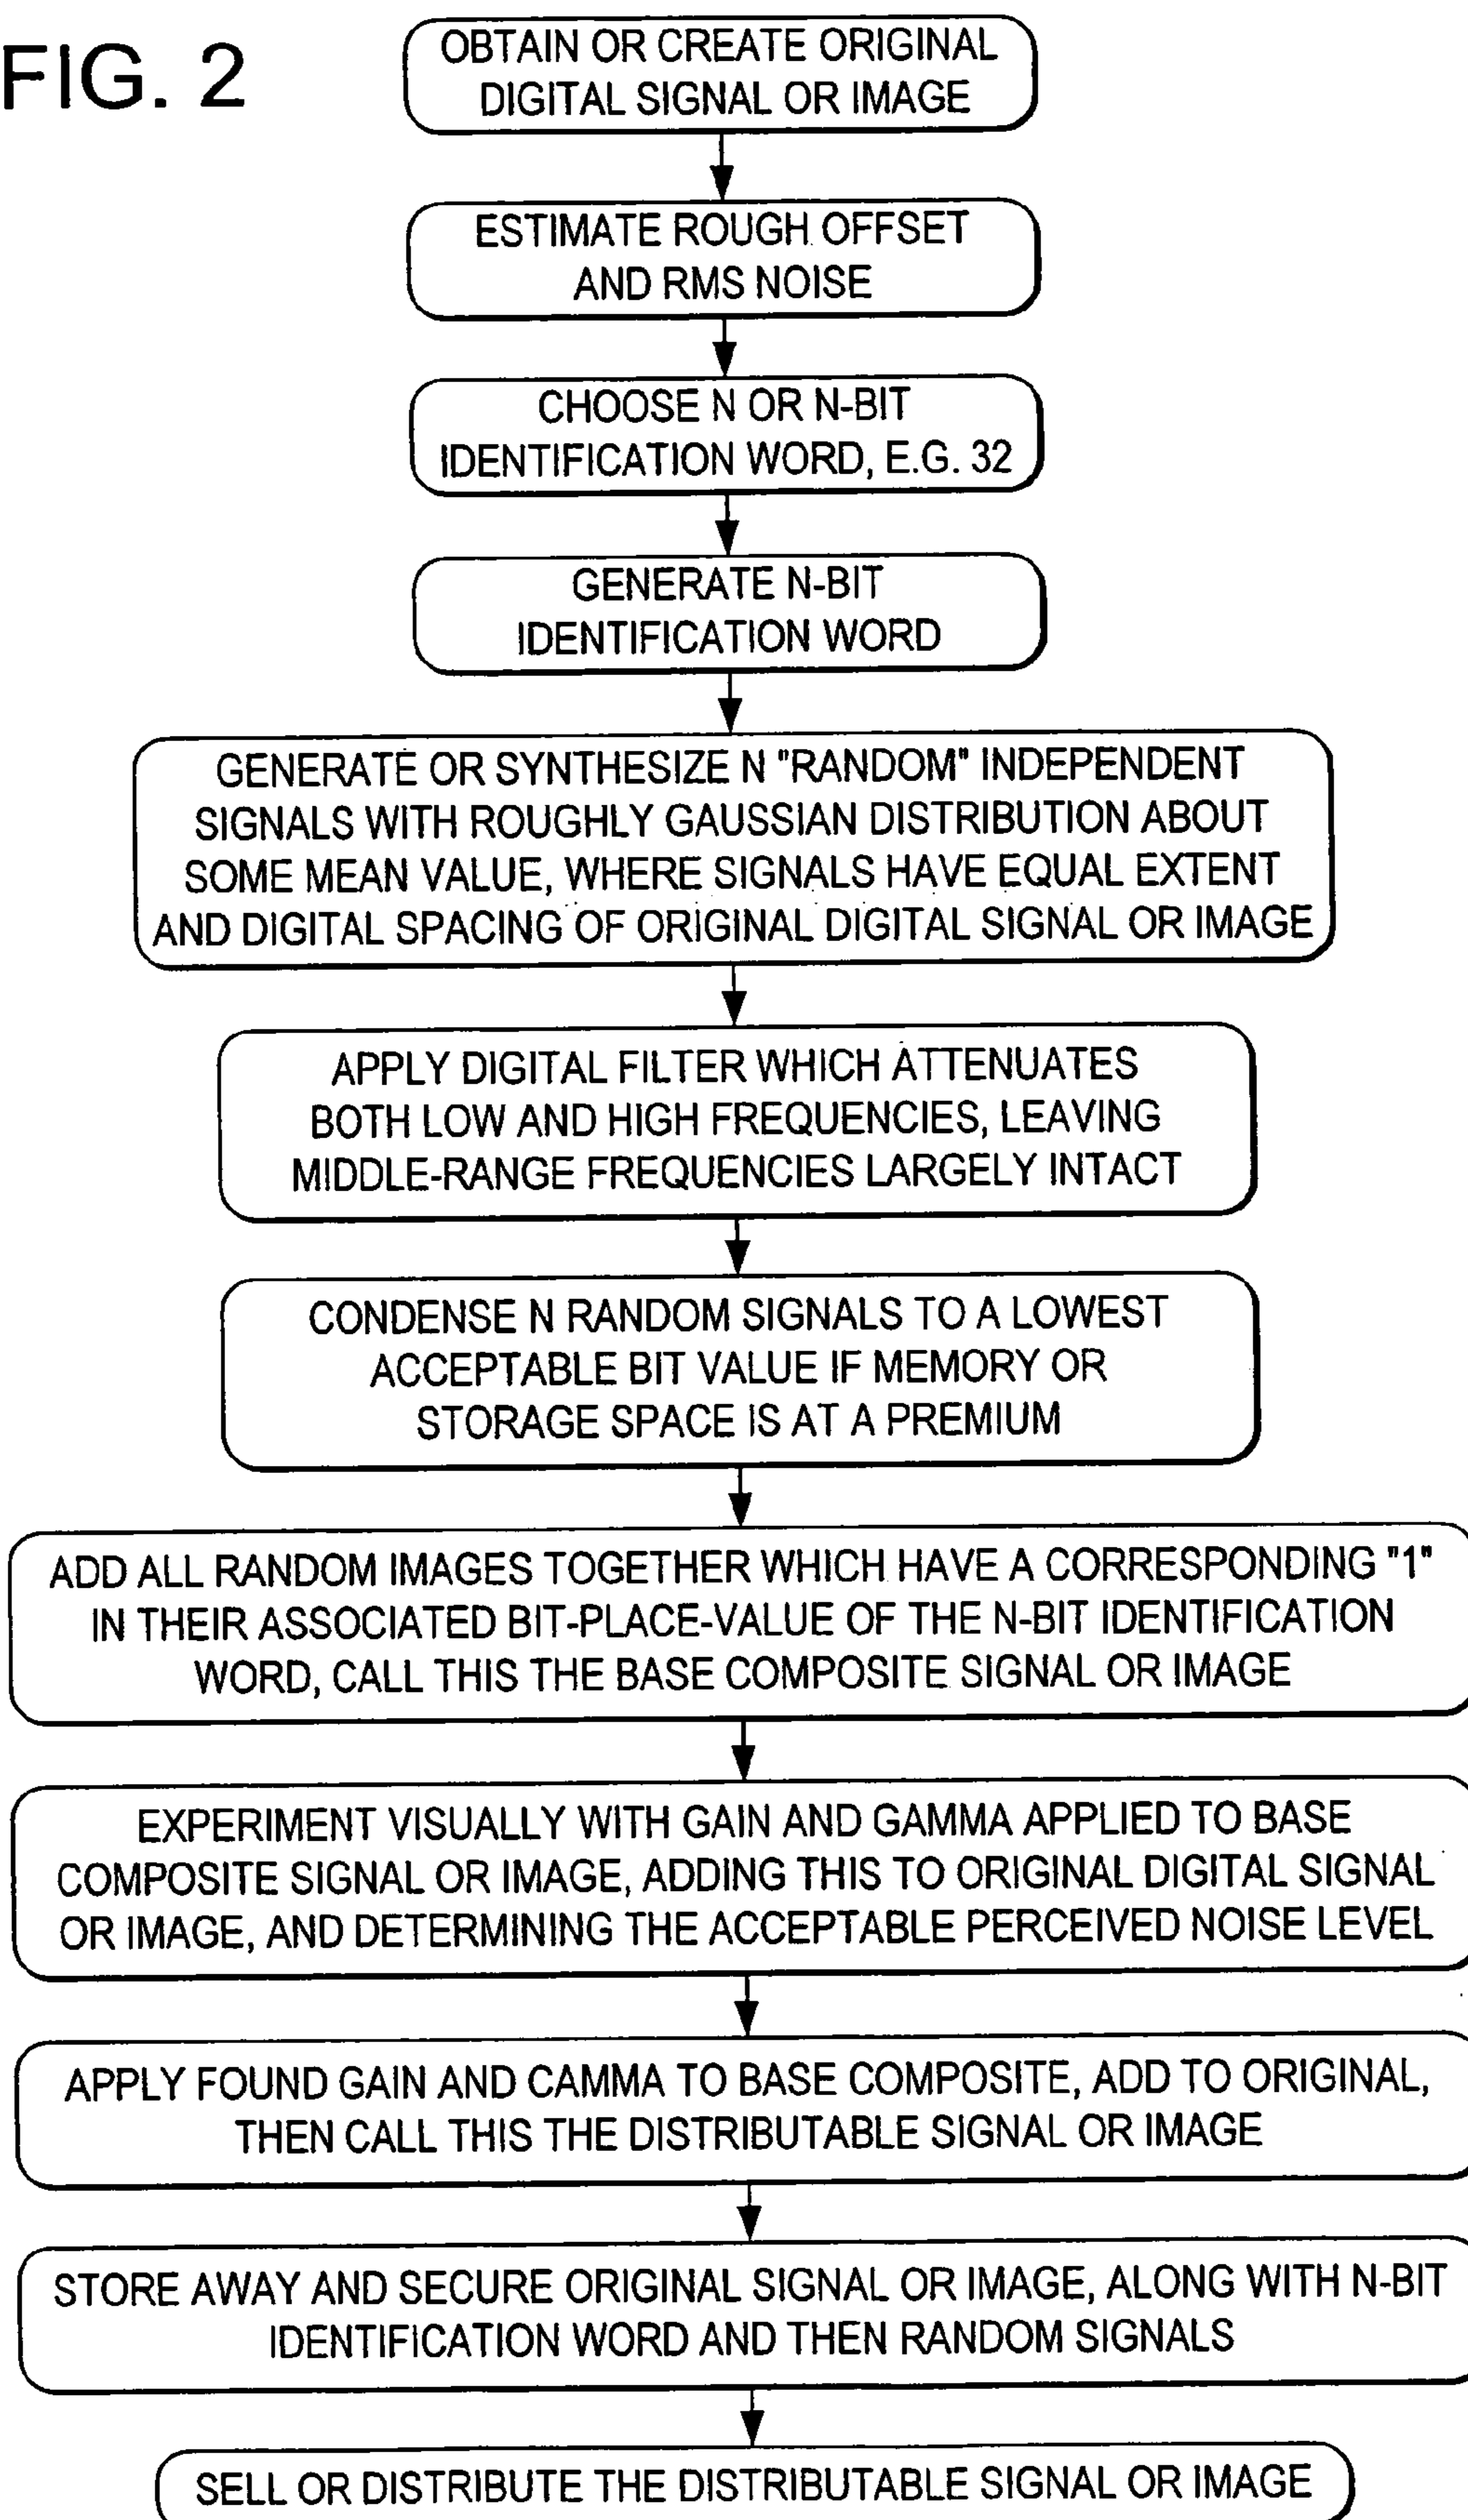 FIG. 2
OBTAIN OR CREATE ORIGINAL
DIGITAL SIGNAL OR IMAGE
ESTIMATE ROUGH OFFSET
AND RMS NOISE
CHOOSE N OR N-BIT
IDENTIFICATION WORD, E.G. 32
GENERATE N-BIT
IDENTIFICATION WORD
GENERATE OR SYNTHESIZE N "RANDOM" INDEPENDENT
SIGNALS WITH ROUGHLY GAUSSIAN DISTRIBUTION ABOUT
SOME MEAN VALUE, WHERE SIGNALS HAVE EQUAL EXTENT
AND DIGITAL SPACING OF ORIGINAL DIGITAL SIGNAL OR IMAGE
APPLY DIGITAL FILTER WHICH ATTENUATES
BOTH LOW AND HIGH FREQUENCIES, LEAVING
MIDDLE-RANGE FREQUENCIES LARGELY INTACT
CONDENSE N RANDOM SIGNALS TO A LOWEST
ACCEPTABLE BIT VALUE IF MEMORY OR
STORAGE SPACE IS AT A PREMIUM
ADD ALL RANDOM IMAGES TOGETHER WHICH HAVE A CORRESPONDING "1"
IN THEIR ASSOCIATED BIT-PLACE-VALUE OF THE N-BIT IDENTIFICATION
WORD, CALL THIS THE BASE COMPOSITE SIGNAL OR IMAGE
EXPERIMENT VISUALLY WITH GAIN AND GAMMA APPLIED TO BASE
COMPOSITE SIGNAL OR IMAGE, ADDING THIS TO ORIGINAL DIGITAL SIGNAL
OR IMAGE, AND DETERMINING THE ACCEPTABLE PERCEIVED NOISE LEVEL
APPLY FOUND GAIN AND CAMMA TO BASE COMPOSITE, ADD TO ORIGINAL,
THEN CALL THIS THE DISTRIBUTABLE SIGNAL OR IMAGE
STORE AWAY AND SECURE ORIGINAL SIGNAL OR IMAGE, ALONG WITH N-BIT
IDENTIFICATION WORD AND THEN RANDOM SIGNALS
SELL OR DISTRIBUTE THE DISTRIBUTABLE SIGNAL OR IMAGE